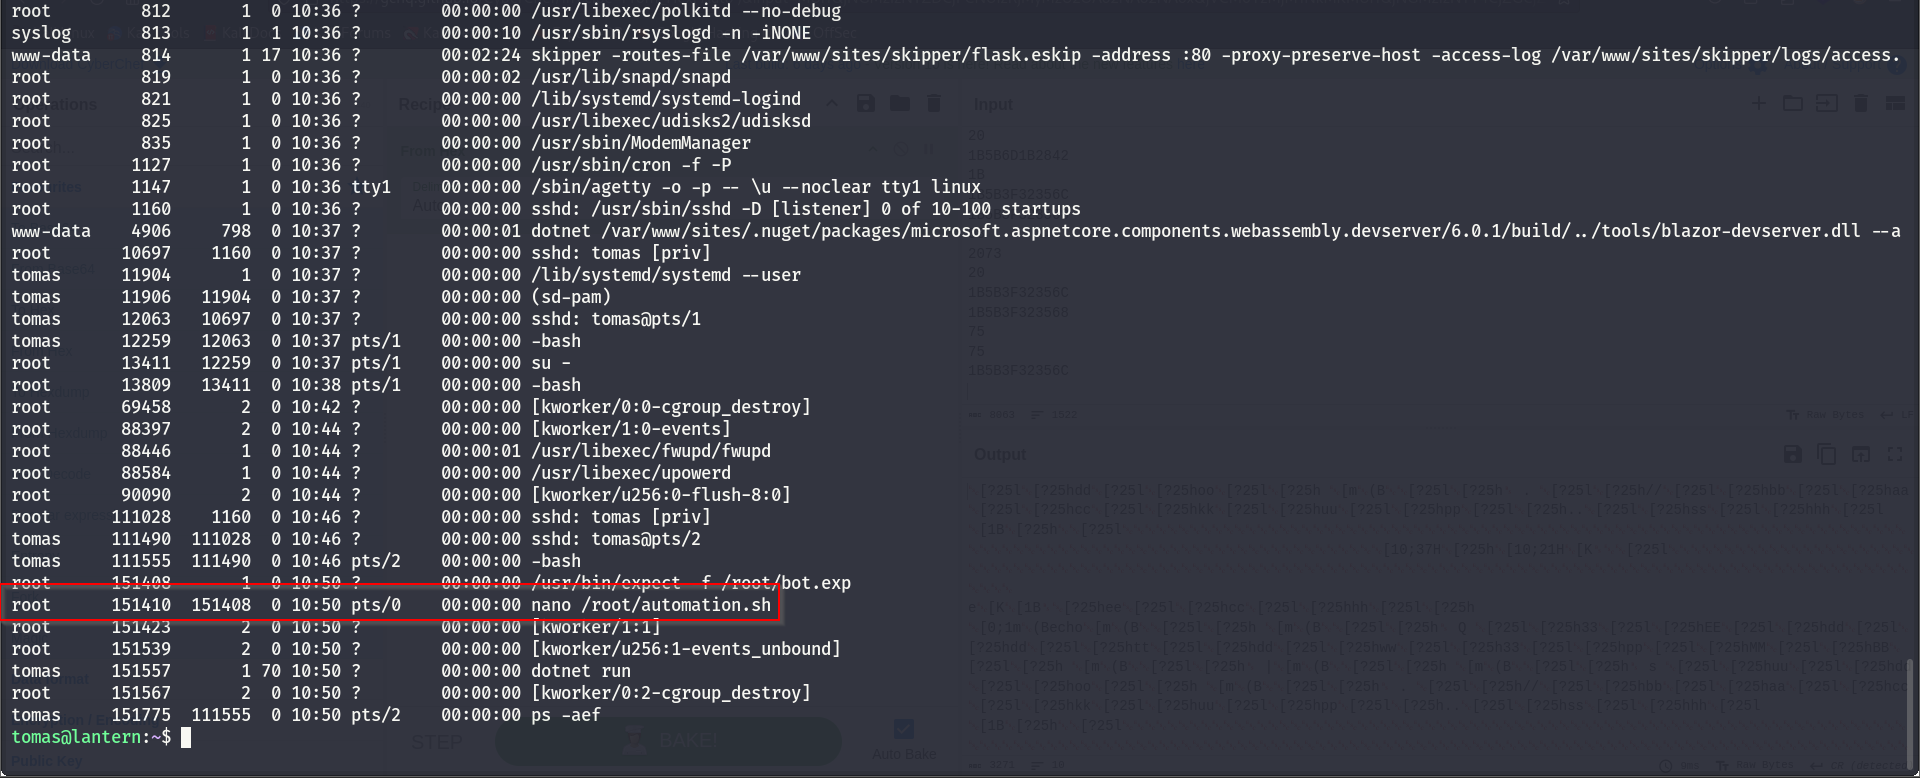 root         812       1  0 10:36 ?        00:00:00 /usr/libexec/polkitd --no-debug
syslog       813       1  1 10:36 ?        00:00:10 /usr/sbin/rsyslogd -n -iNONE
www-data     814       1 17 10:36 ?        00:02:24 skipper -routes-file /var/www/sites/skipper/flask.eskip -address :80 -proxy-preserve-host -access-log /var/www/sites/skipper/logs/access.
root         819       1  0 10:36 ?        00:00:02 /usr/lib/snapd/snapd
root         821       1  0 10:36 ?        00:00:00 /lib/systemd/systemd-logind
root         825       1  0 10:36 ?        00:00:00 /usr/libexec/udisks2/udisksd
root         835       1  0 10:36 ?        00:00:00 /usr/sbin/ModemManager
root        1127       1  0 10:36 ?        00:00:00 /usr/sbin/cron -f -P
root        1147       1  0 10:36 tty1     00:00:00 /sbin/agetty -o -p -- \u --noclear tty1 linux
root        1160       1  0 10:36 ?        00:00:00 sshd: /usr/sbin/sshd -D [listener] 0 of 10-100 startups
www-data    4906     798  0 10:37 ?        00:00:01 dotnet /var/www/sites/.nuget/packages/microsoft.aspnetcore.components.webassembly.devserver/6.0.1/build/../tools/blazor-devserver.dll --a
root       10697    1160  0 10:37 ?        00:00:00 sshd: tomas [priv]
tomas      11904       1  0 10:37 ?        00:00:00 /lib/systemd/systemd --user
tomas      11906   11904  0 10:37 ?        00:00:00 (sd-pam)
tomas      12063   10697  0 10:37 ?        00:00:00 sshd: tomas@pts/1
tomas      12259   12063  0 10:37 pts/1    00:00:00 -bash
root       13411   12259  0 10:37 pts/1    00:00:00 su -
root       13809   13411  0 10:38 pts/1    00:00:00 -bash
root       69458       2  0 10:42 ?        00:00:00 [kworker/0:0-cgroup_destroy]
root       88397       2  0 10:44 ?        00:00:00 [kworker/1:0-events]
root       88446       1  0 10:44 ?        00:00:01 /usr/libexec/fwupd/fwupd
root       88584       1  0 10:44 ?        00:00:00 /usr/libexec/upowerd
root       90090       2  0 10:44 ?        00:00:00 [kworker/u256:0-flush-8:0]
root      111028    1160  0 10:46 ?        00:00:00 sshd: tomas [priv]
tomas     111490  111028  0 10:46 ?        00:00:00 sshd: tomas@pts/2
tomas     111555  111490  0 10:46 pts/2    00:00:00 -bash
root      151408       1  0 10:50 ?        00:00:00 /usr/bin/expect -f /root/bot.exp
root      151410  151408  0 10:50 pts/0    00:00:00 nano /root/automation.sh
root      151423       2  0 10:50 ?        00:00:00 [kworker/1:1]
root      151539       2  0 10:50 ?        00:00:00 [kworker/u256:1-events_unbound]
tomas     151557       1 70 10:50 ?        00:00:00 dotnet run
root      151567       2  0 10:50 ?        00:00:00 [kworker/0:2-cgroup_destroy]
tomas     151775  111555  0 10:50 pts/2    00:00:00 ps -aef
tomas@lantern:~$
Operations
Recipe
Input
Output
STEP
BAKE!
Auto Bake
Public Key